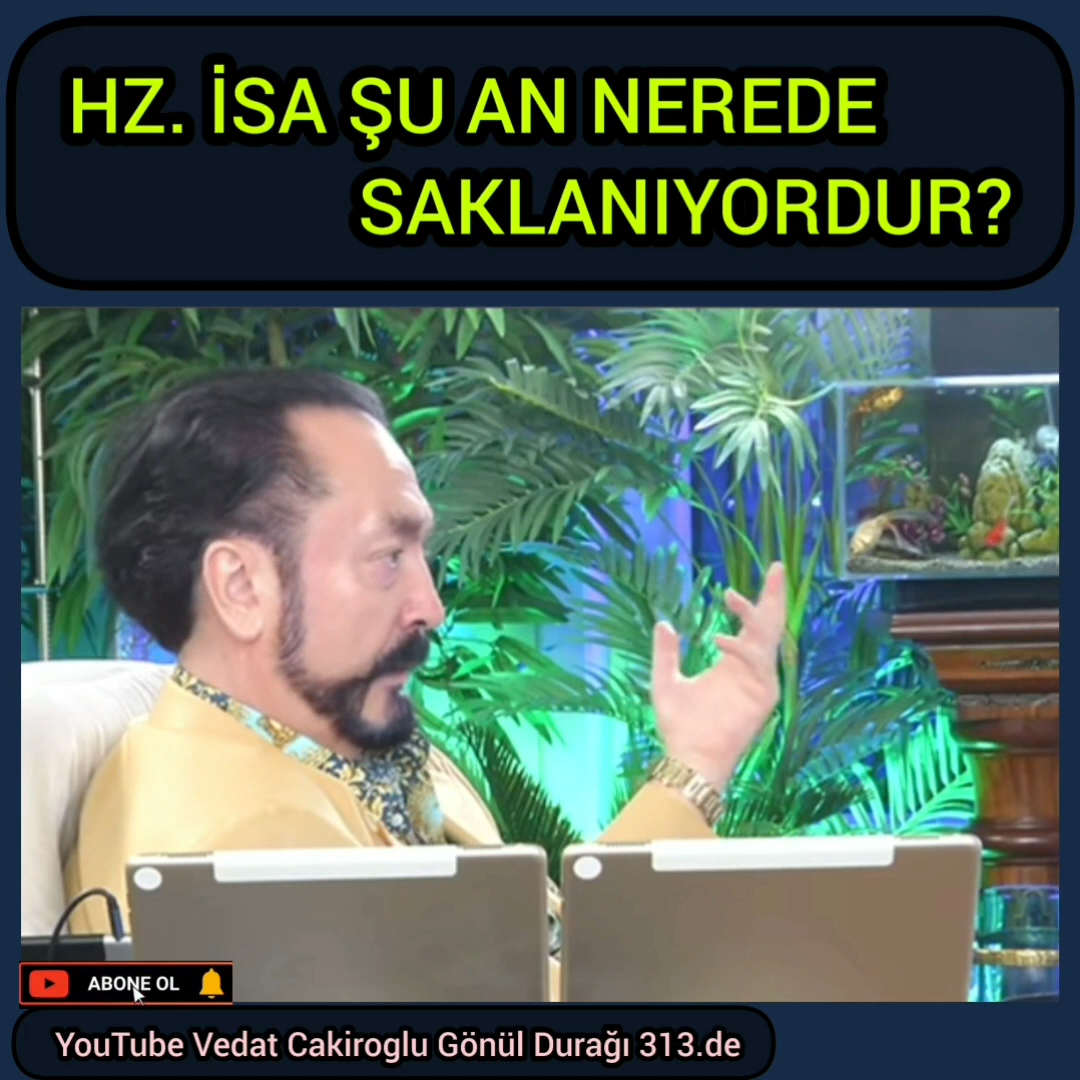 HZ. İSA ŞU AN NEREDE
SAKLANIYORDUR?
ABONE OL
YouTube Vedat Cakiroglu Gönül Durağı 313.de